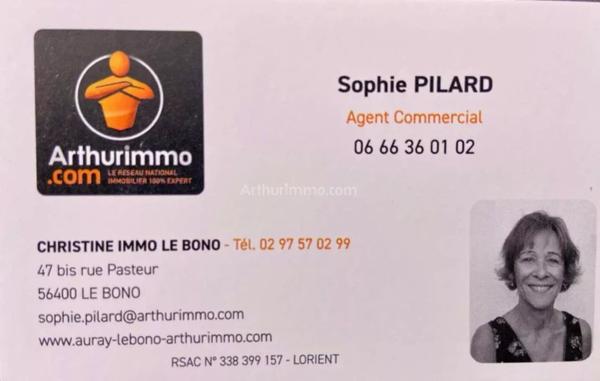 Arthurimmo
.com LE RESEAU NATIONAL
IMMOBILIER 100% EXPERT
Sophie PILARD
Agent Commercial
06 66 36 01 02
Arthurimmo.com
CHRISTINE IMMO LE BONO - Tél. 02 97 57 02 99
47 bis rue Pasteur
56400 LE BONO
sophie.pilard@arthurimmo.com
www.auray-lebono-arthurimmo.com
RSAC N° 338 399 157 - LORIENT